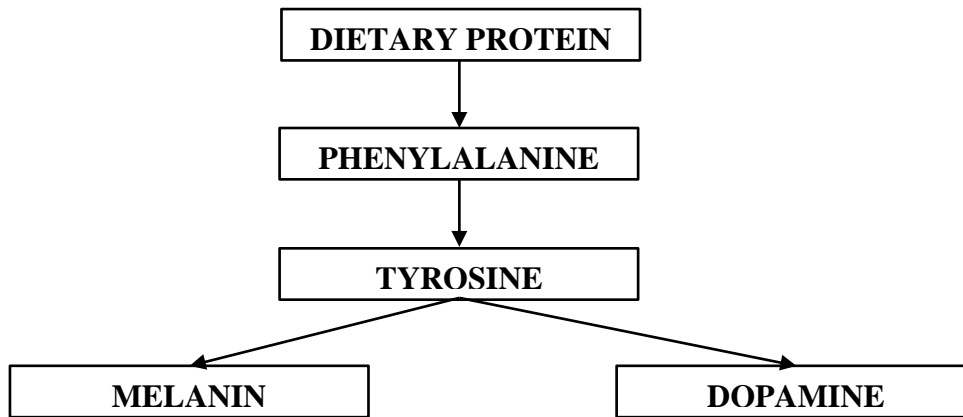 DIETARY PROTEIN
PHENYLALANINE
TYROSINE
MELANIN
DOPAMINE